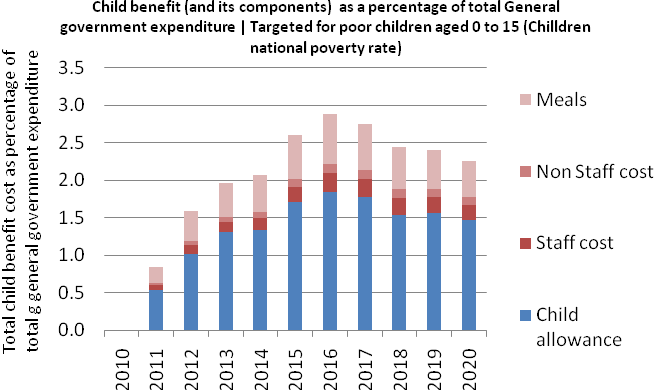 Child benefit (and its components)  as a percentage of total General
government expenditure | Targeted for poor children aged 0 to 15 (Chilldren
national poverty rate)
Total child benefit cost as percentage of
total g general government expenditure
3.5
3.0
2.5
2.0
1.5
1.0
0.5
0.0
2010
2011
2012
2013
2014
2015
2016
2017
2018
2019
2020
Meals
Non Staff cost
Staff cost
Child
allowance